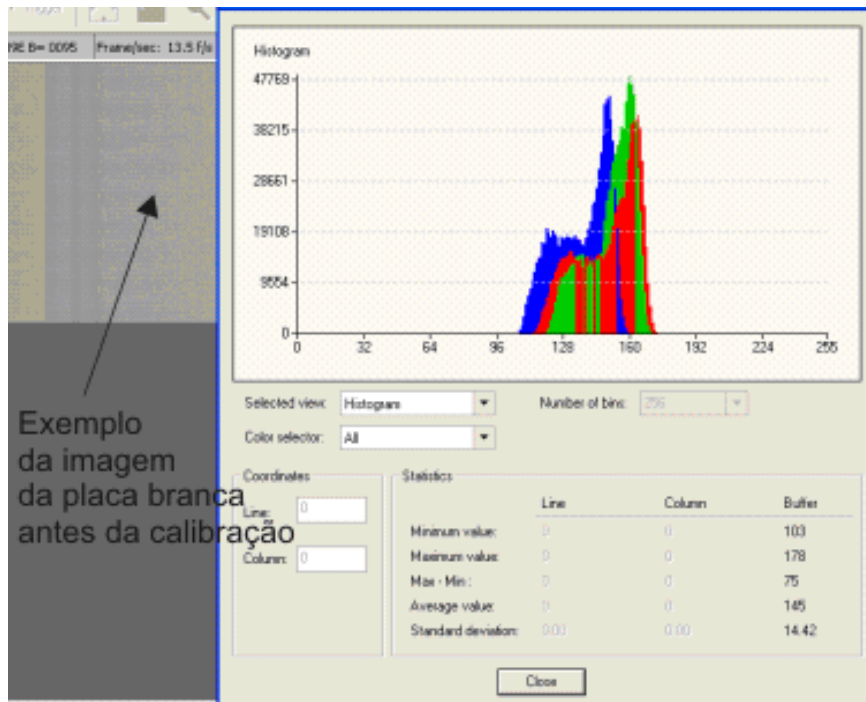 Trigger
09E B= 0095 Frame/sec: 13.5 f/s
Histogram
47769
38215
28661
19108
9554
0
0 32 64 96 128 160 192 224 255
Selected view: Histogram Number of bins: 256
Color selector: All
Coordinates
Line: 0
Column: 0
Statistics
Line Column Buffer
Minimum value: 0 0 103
Maximum value: 0 0 178
Max - Min : 0 0 75
Average value: 0 0 145
Standard deviation: 0.00 0.00 14.42
Close
Exemplo
da imagem
da placa branca
antes da calibração